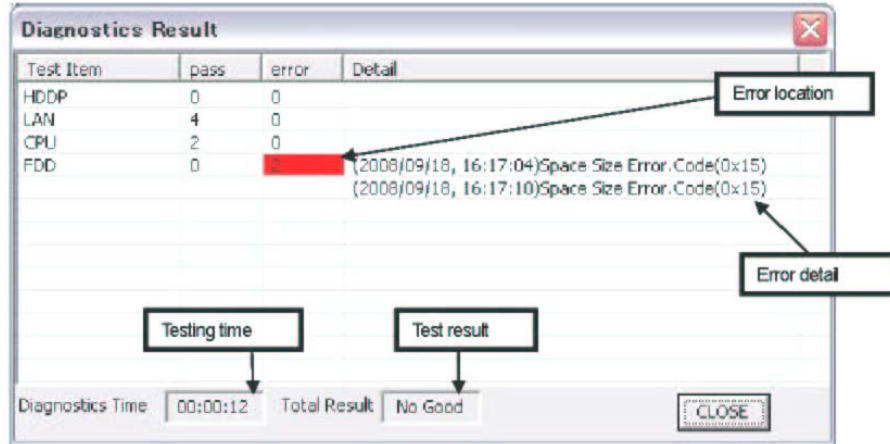 Diagnostics Result
Test Item pass error Detail
HDDP 0 0
LAN 4 0
CPU 2 0
FDD 0 2 (2008/09/18, 16:17:04)Space Size Error.Code(0x15)
(2008/09/18, 16:17:10)Space Size Error.Code(0x15)
Error location
Error detail
Testing time
Test result
Diagnostics Time 00:00:12 Total Result No Good CLOSE